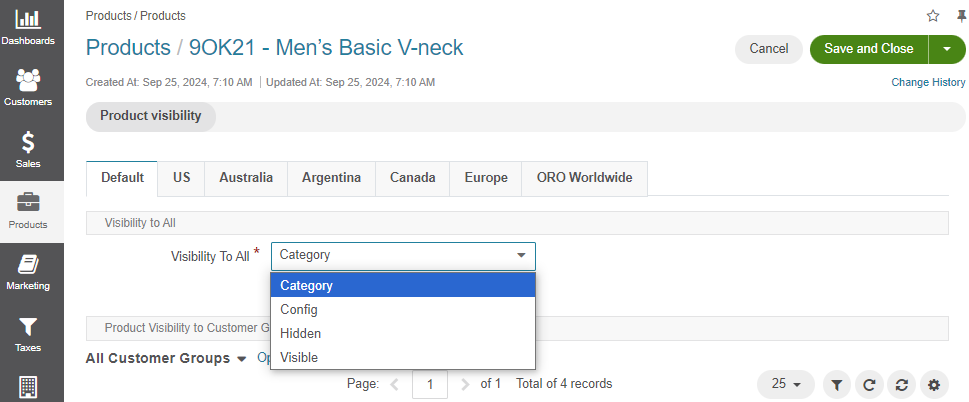 Dashboards
Customers
Sales
Products
Marketing
Taxes
Products / Products
Products / 9OK21 - Men’s Basic V-neck
Cancel
Save and Close
Created At: Sep 25, 2024, 7:10 AM | Updated At: Sep 25, 2024, 7:10 AM
Change History
Product visibility
Default
US
Australia
Argentina
Canada
Europe
ORO Worldwide
Visibility to All
Visibility To All *
Category
Category
Config
Hidden
Visible
Product Visibility to Customer
All Customer Groups
Page:
1
of 1
Total of 4 records
25